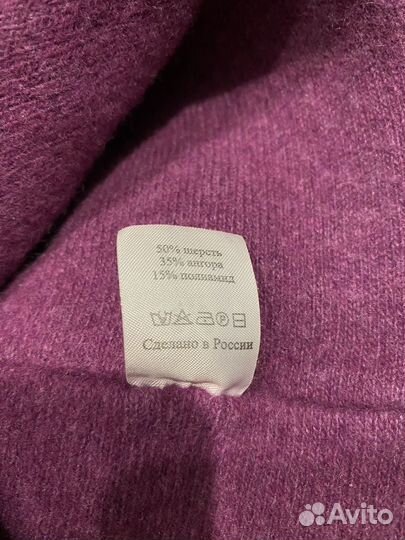 50% шерсть
35% ангора
15% полиамид
Сделано в России
Avito